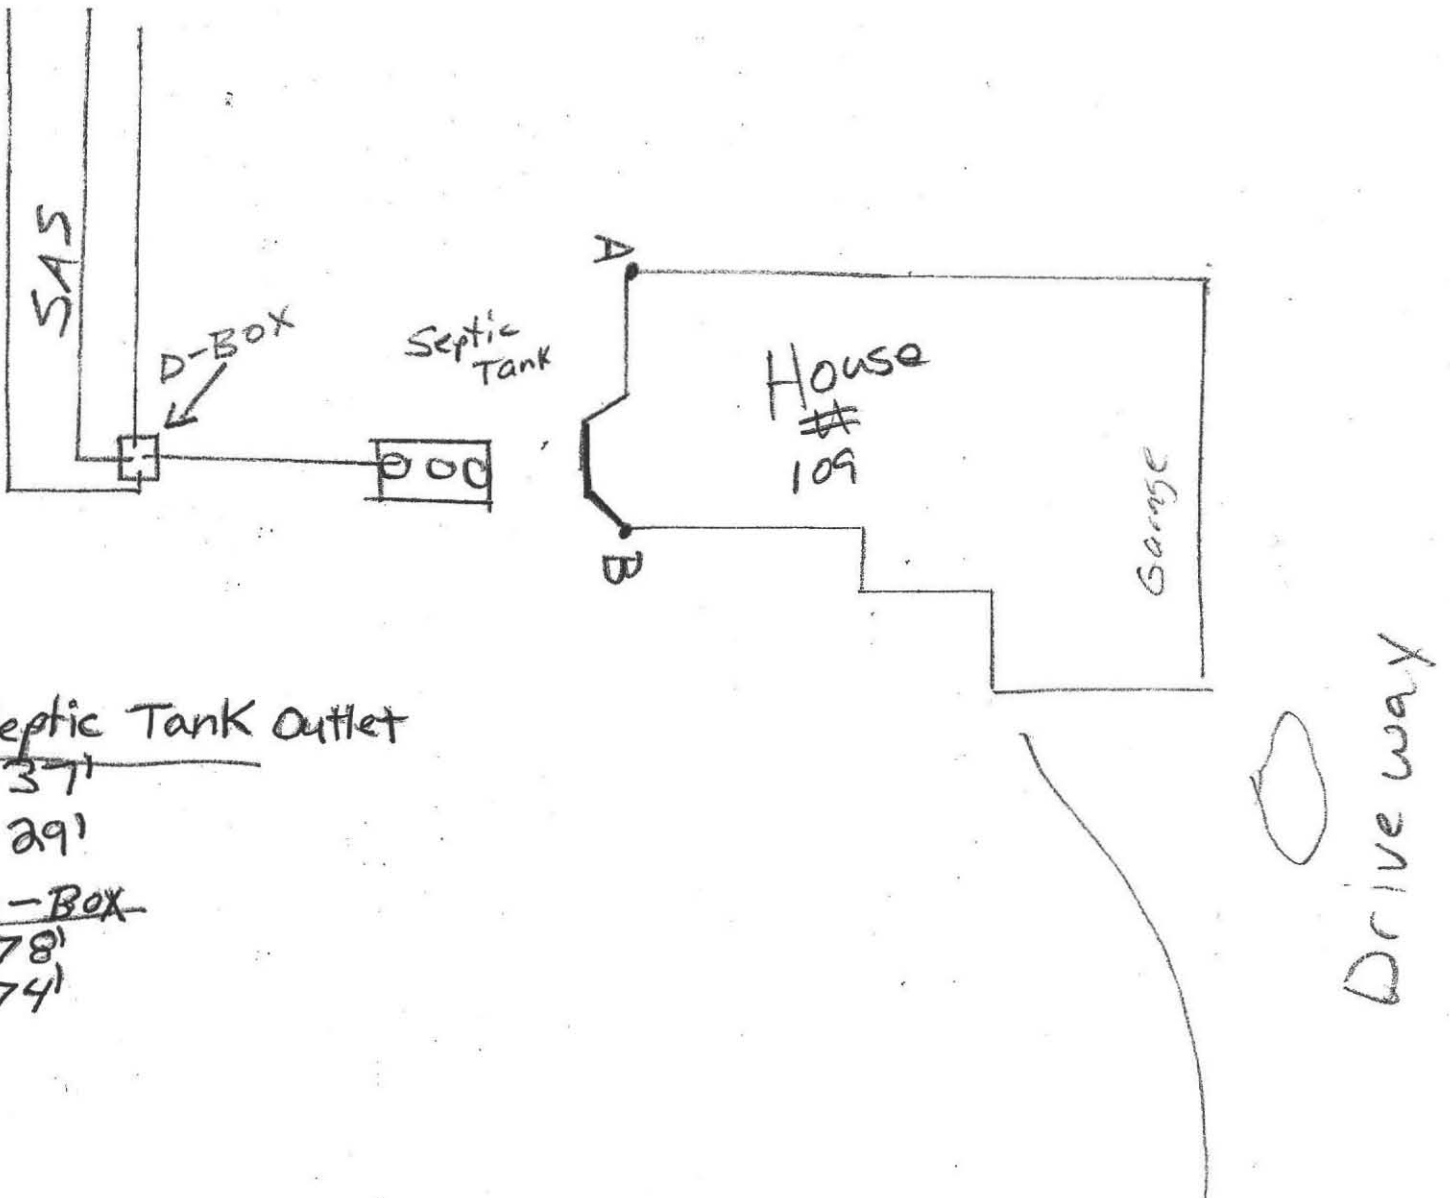 SAS
D-BOX
Septic
Tank
A
House
#
109
Garage
B
Driveway
eptic Tank Outlet
37'
29'
-BOX
78'
74'